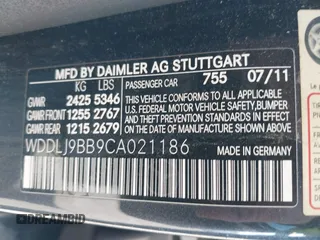 MFD BY DAIMLER AG STUTTGART
KG LBS
PASSENGER CAR 755 07/11
GVWR 2425 5346
GAWR FRONT 1255 2767
GAWR REAR 1215 2679
THIS VEHICLE CONFORMS TO ALL APPLICABLE
U.S. FEDERAL MOTOR VEHICLE SAFETY, BUMPER,
AND THEFT PREVENTION STANDARDS IN EFFECT ON THE DATE OF
MANUFACTURE SHOWN ABOVE.
WDDLJ9BB9CA021186
MADE IN GERMANY
DREAMBID